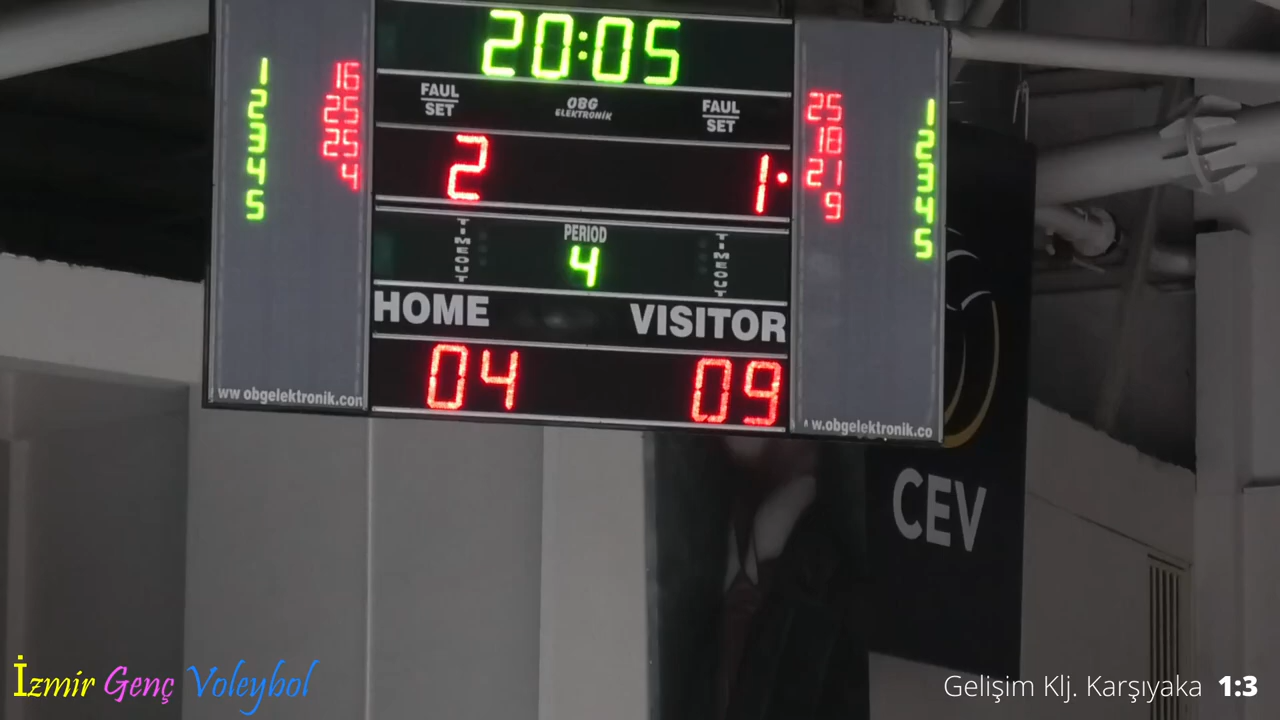 20:05
FAUL
SET
OBG
ELEKTRONİK
FAUL
SET
2
1
TIMEOUT
PERIOD
4
TIMEOUT
HOME
VISITOR
04
09
1 16
2 25
3 25
4 4
5
25 1
18 2
21 3
9 4
5
www obgelektronik.com
w.obgelektronik.co
CEV
İzmir Genç Voleybol
Gelişim Klj. Karşıyaka 1:3